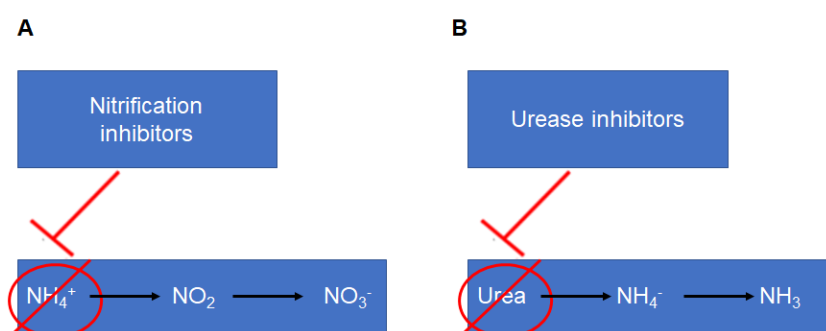 A
B
Nitrification
inhibitors
Urease inhibitors
NH₄⁺ NO₂ NO₃⁻
Urea NH₄⁻ NH₃